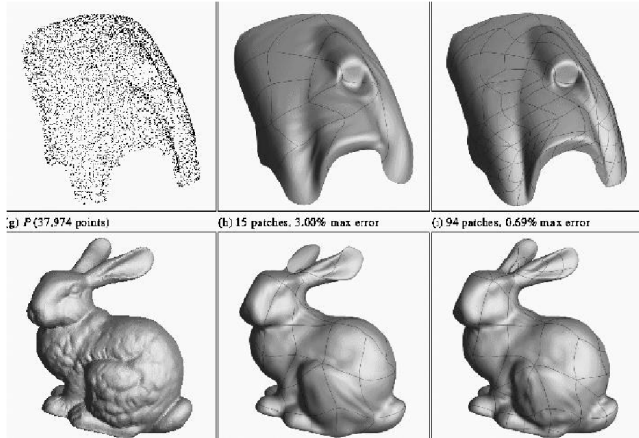 (g) P (37,974 points)
(h) 15 patches, 3.00% max error
(i) 94 patches, 0.69% max error